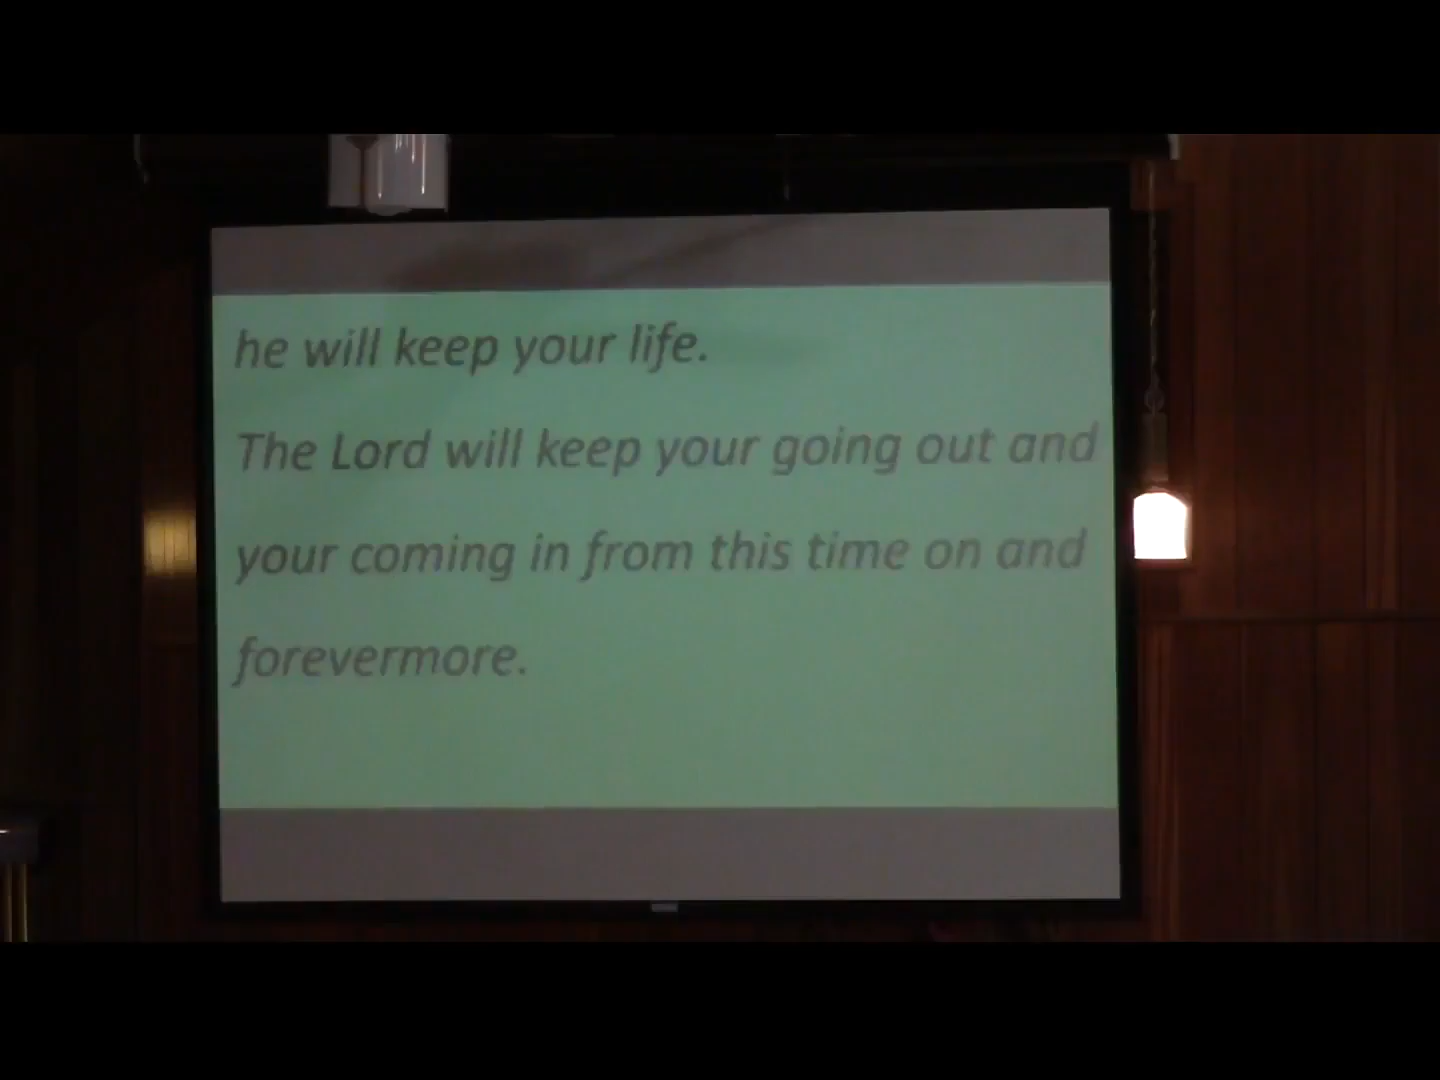 he will keep your life.
The Lord will keep your going out and
your coming in from this time on and
forevermore.